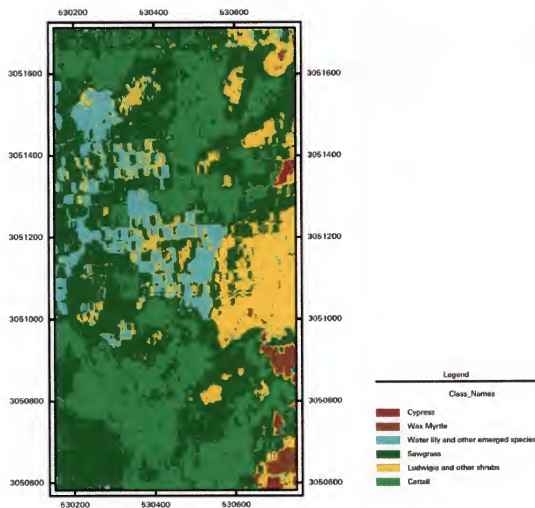 530200 530400 530600
3051600 3051600
3051400 3051400
3051200 3051200
3051000 3051000
3050800 3050800
3050600 3050600
530200 530400 530600
Legend
Class_Names
Cypress
Wax Myrtle
Water lily and other emerged species
Sawgrass
Ludwigia and other shrubs
Cattail